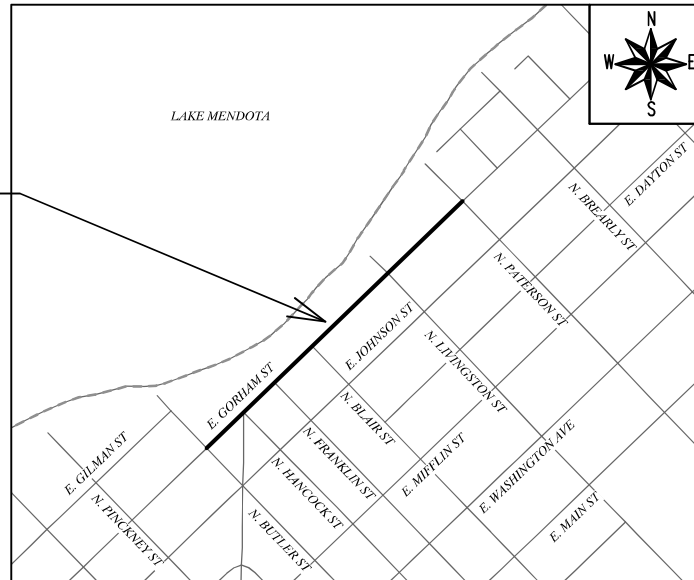 N
W E
S
LAKE MENDOTA
E. DAYTON ST
N. BREARLY ST
N. PATERSON ST
E. JOHNSON ST
N. LIVINGSTON ST
E. GORHAM ST
N. BLAIR ST
E. GILMAN ST
N. FRANKLIN ST
E. MIFFLIN ST
E. WASHINGTON AVE
N. HANCOCK ST
N. PINCKNEY ST
N. BUTLER ST
E. MAIN ST